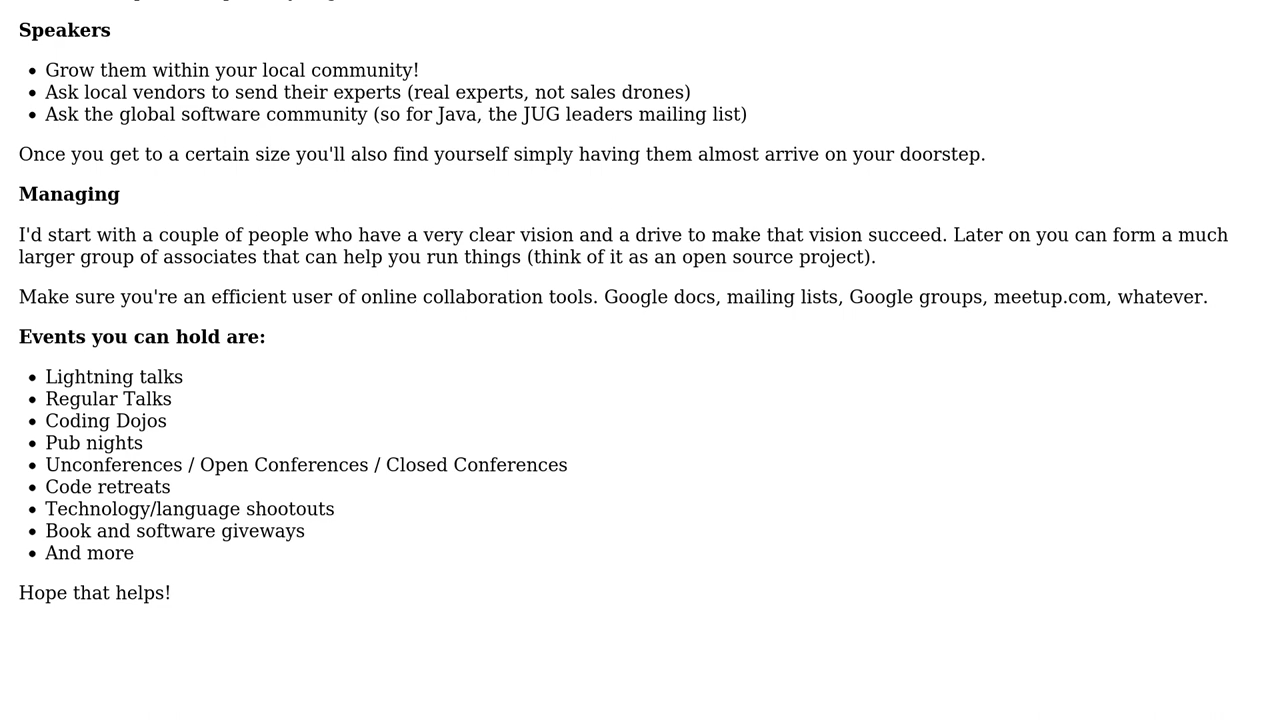 Speakers
Grow them within your local community!
Ask local vendors to send their experts (real experts, not sales drones)
Ask the global software community (so for Java, the JUG leaders mailing list)
Once you get to a certain size you'll also find yourself simply having them almost arrive on your doorstep.
Managing
I'd start with a couple of people who have a very clear vision and a drive to make that vision succeed. Later on you can form a much
larger group of associates that can help you run things (think of it as an open source project).
Make sure you're an efficient user of online collaboration tools. Google docs, mailing lists, Google groups, meetup.com, whatever.
Events you can hold are:
Lightning talks
Regular Talks
Coding Dojos
Pub nights
Unconferences / Open Conferences / Closed Conferences
Code retreats
Technology/language shootouts
Book and software giveways
And more
Hope that helps!